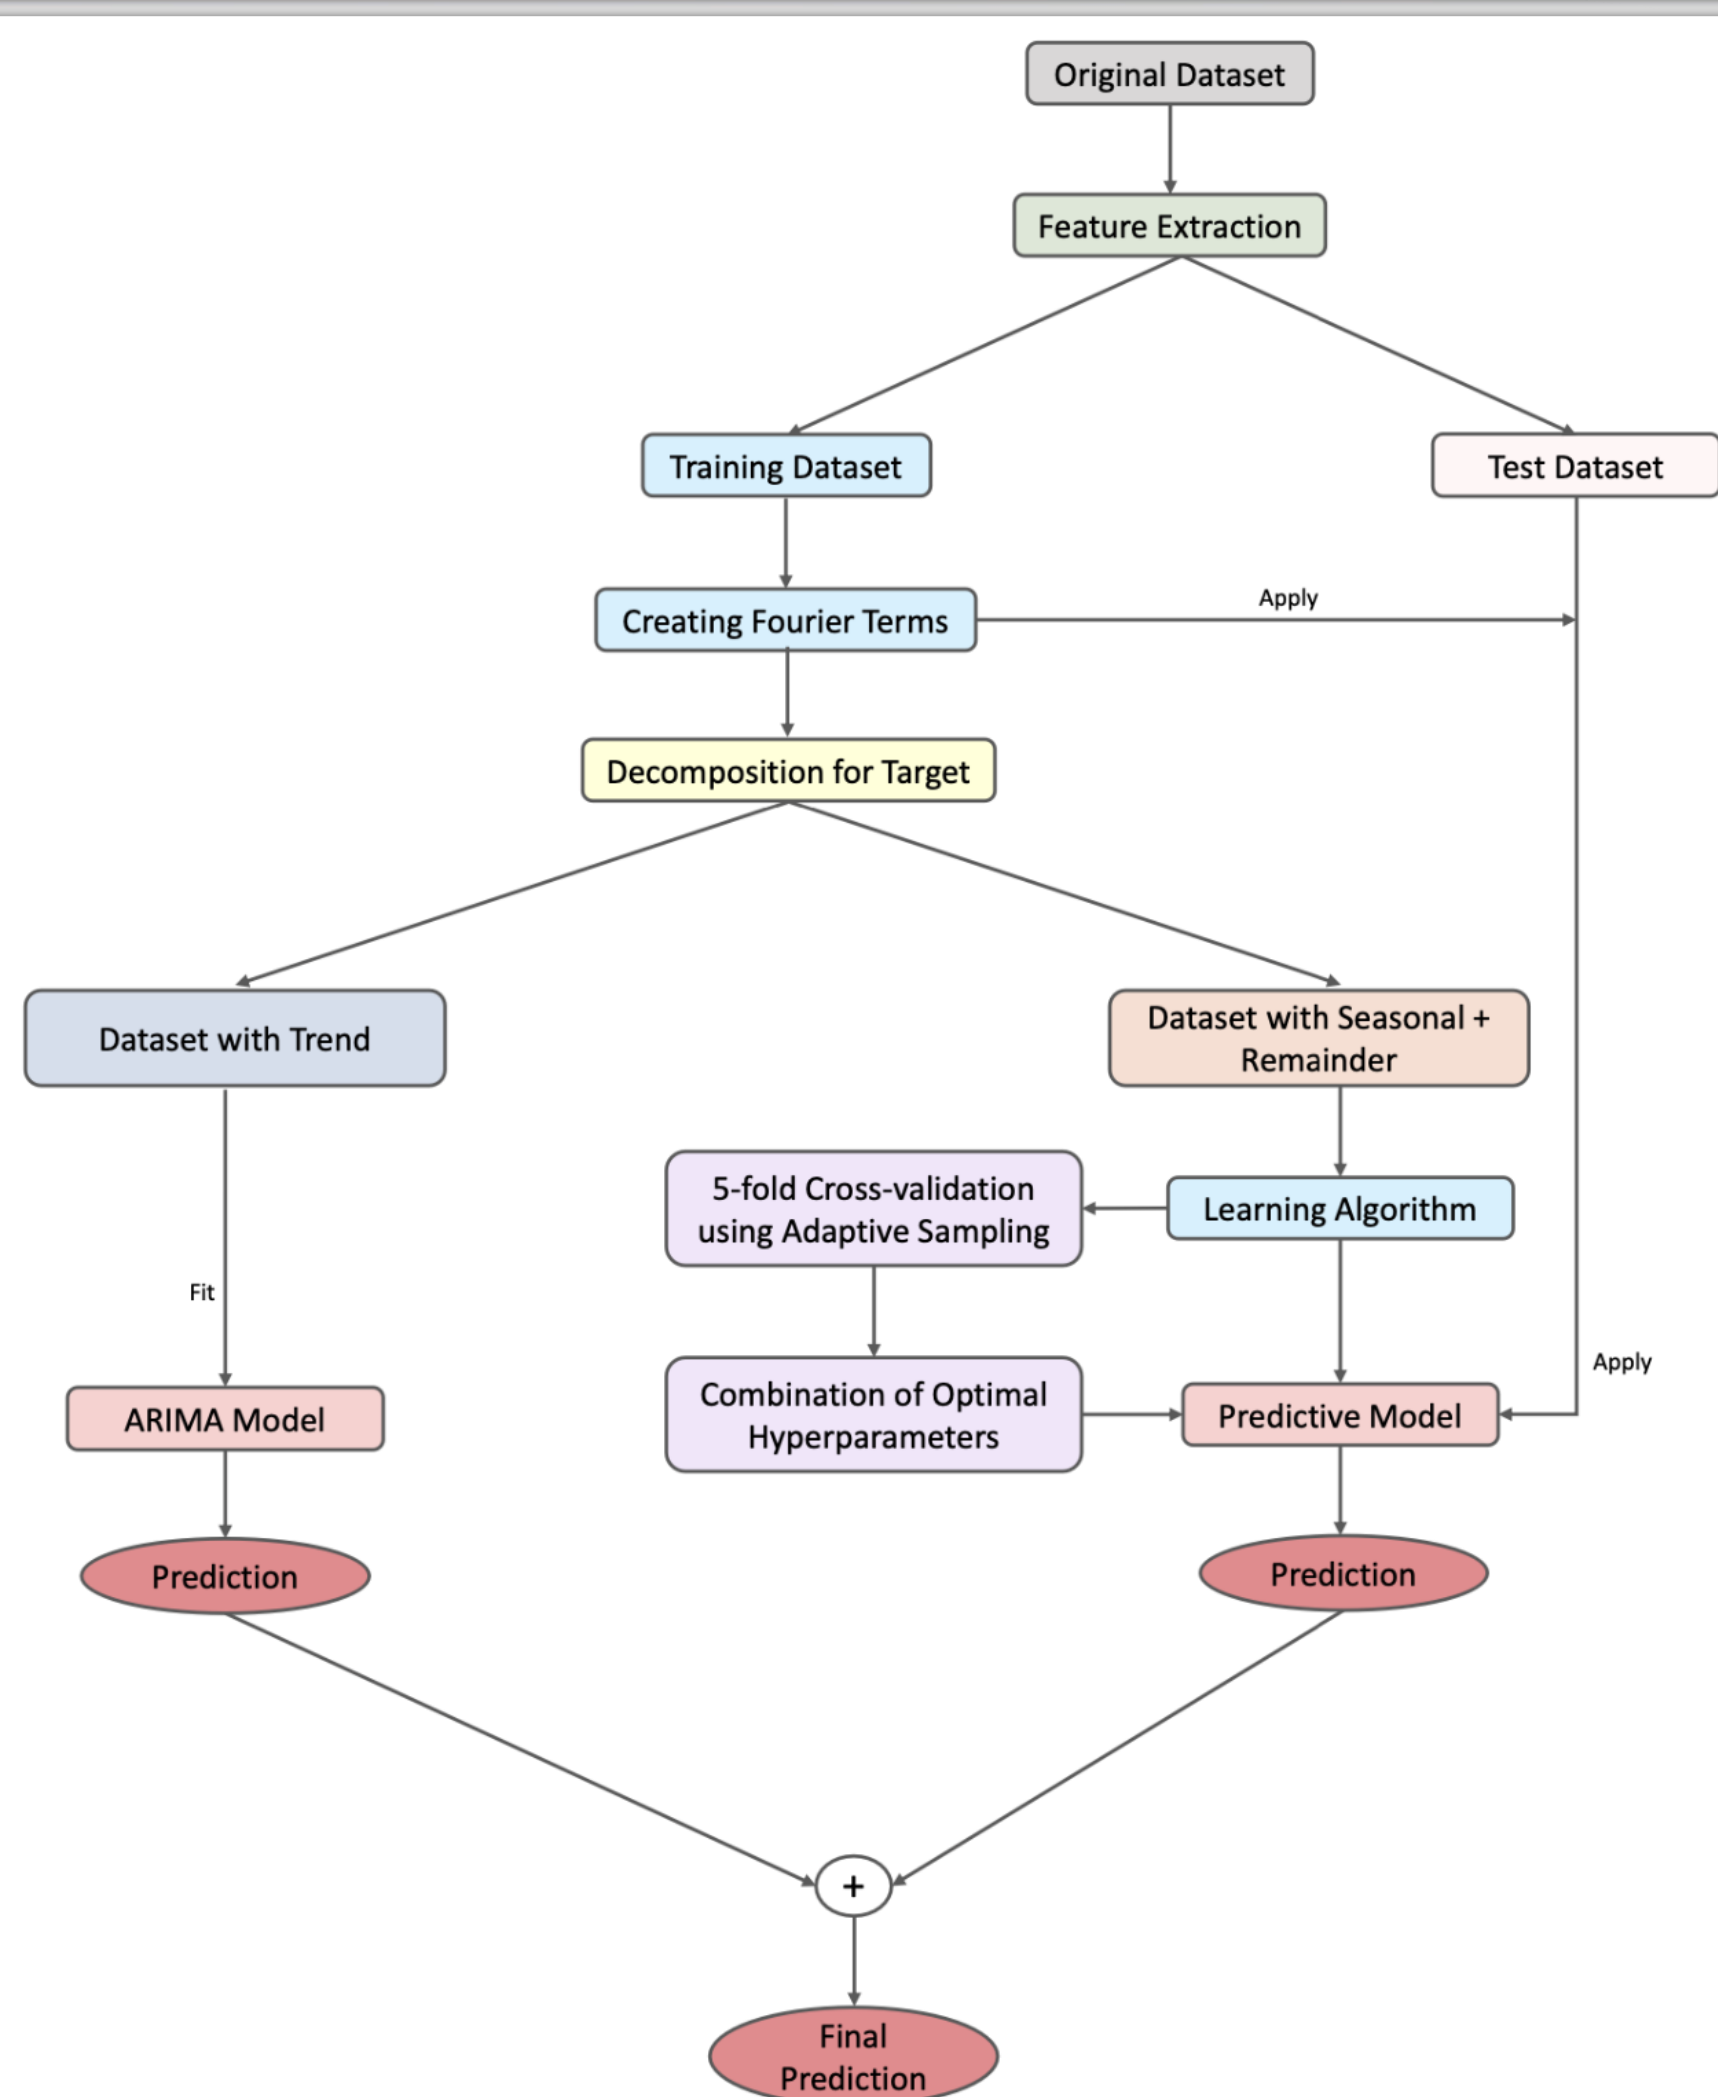 Original Dataset
Feature Extraction
Training Dataset
Test Dataset
Creating Fourier Terms
Apply
Decomposition for Target
Dataset with Trend
Dataset with Seasonal +
Remainder
5-fold Cross-validation
using Adaptive Sampling
Learning Algorithm
Fit
Apply
ARIMA Model
Combination of Optimal
Hyperparameters
Predictive Model
Prediction
Prediction
+
Final
Prediction